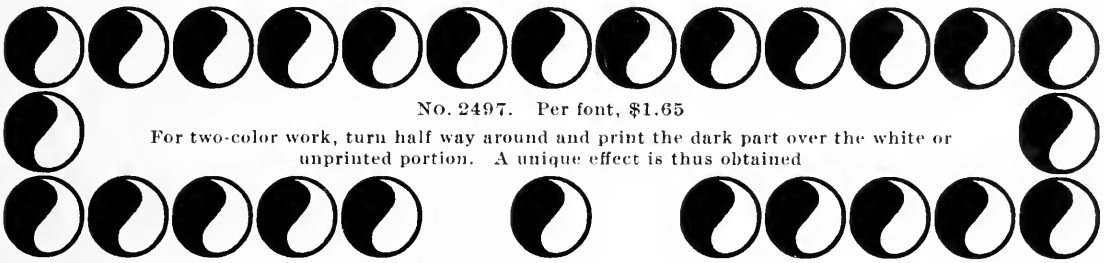 No. 2497. Per font, $1.65
For two-color work, turn half way around and print the dark part over the white or
unprinted portion. A unique effect is thus obtained